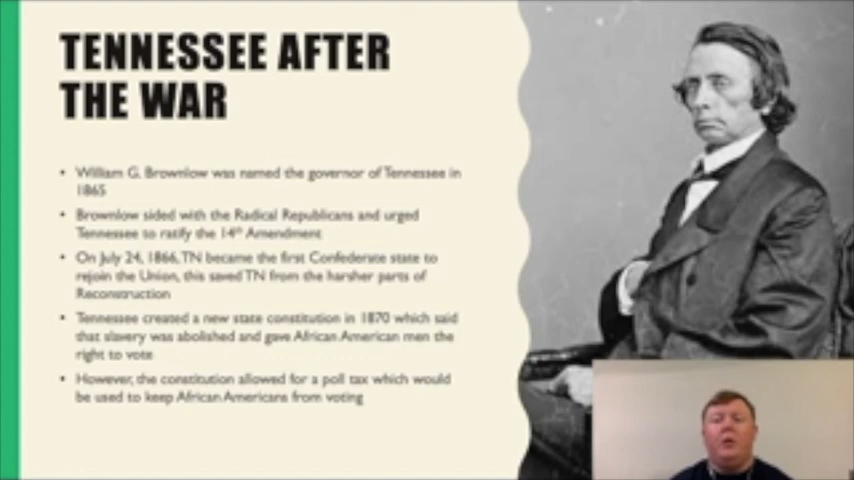 TENNESSEE AFTER
THE WAR
• William G. Brownlow was named the governor of Tennessee in
1865
• Brownlow sided with the Radical Republicans and urged
Tennessee to ratify the 14th Amendment
• On July 24, 1866, TN became the first Confederate state to
rejoin the Union, this saved TN from the harsher parts of
Reconstruction
• Tennessee created a new state constitution in 1870 which said
that slavery was abolished and gave African American men the
right to vote
• However, the constitution allowed for a poll tax which would
be used to keep African Americans from voting